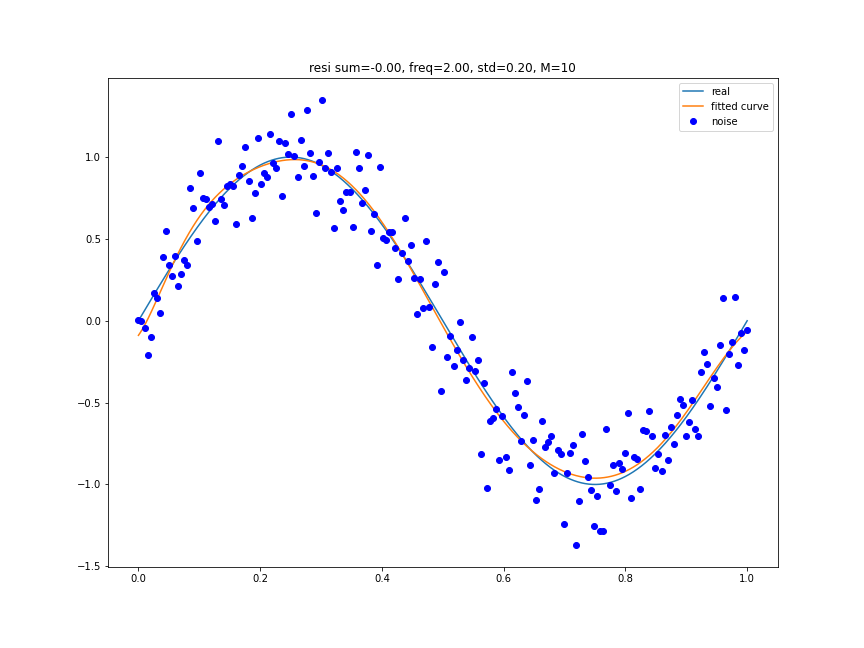 resi sum=-0.00, freq=2.00, std=0.20, M=10
real
fitted curve
noise
1.0
0.5
0.0
−0.5
−1.0
−1.5
0.0 0.2 0.4 0.6 0.8 1.0